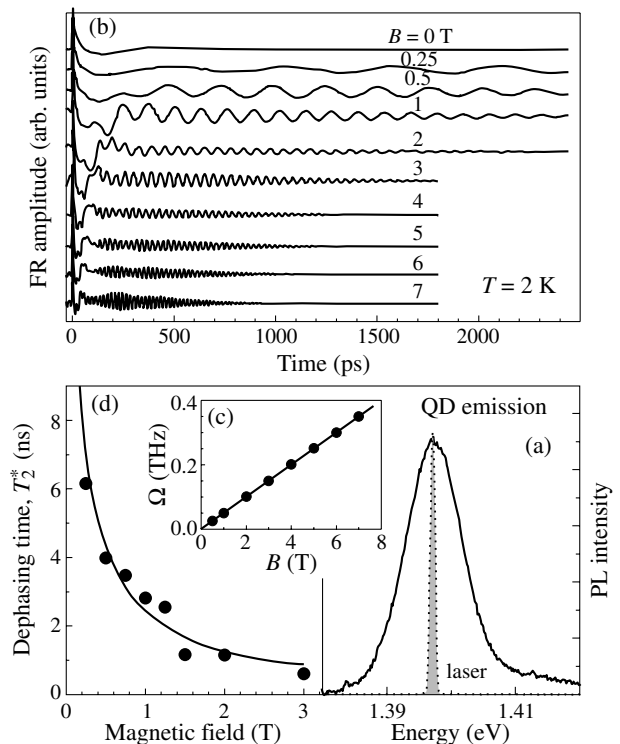 (b)
B = 0 T
0.25
0.5
1
2
3
4
5
6
7
T = 2 K
FR amplitude (arb. units)
0 500 1000 1500 2000
Time (ps)
(d)
8
6
4
2
0
Dephasing time, T₂* (ns)
0 1 2 3
Magnetic field (T)
(c)
0.4
0.2
0.0
Ω (THz)
0 2 4 6 8
B (T)
QD emission
(a)
laser
PL intensity
1.39 1.41
Energy (eV)